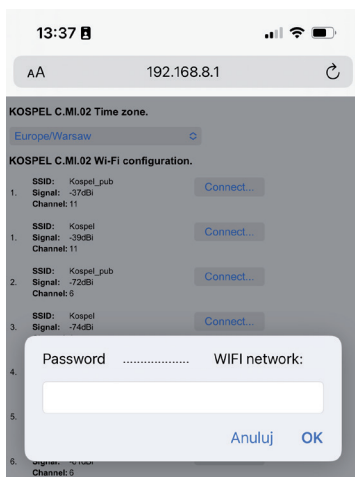 13:37
AA 192.168.8.1
KOSPEL C.MI.02 Time zone.
Europe/Warsaw
KOSPEL C.MI.02 Wi-Fi configuration.
SSID: Kospel_pub
1. Signal: -37dBi Connect...
Channel: 11
SSID: Kospel
1. Signal: -39dBi Connect...
Channel: 11
SSID: Kospel_pub
2. Signal: -72dBi Connect...
Channel: 6
SSID: Kospel
3. Signal: -74dBi Connect...
Password .................. WIFI network:
4.
5.
Anuluj OK
6. Signal:
Channel: 6